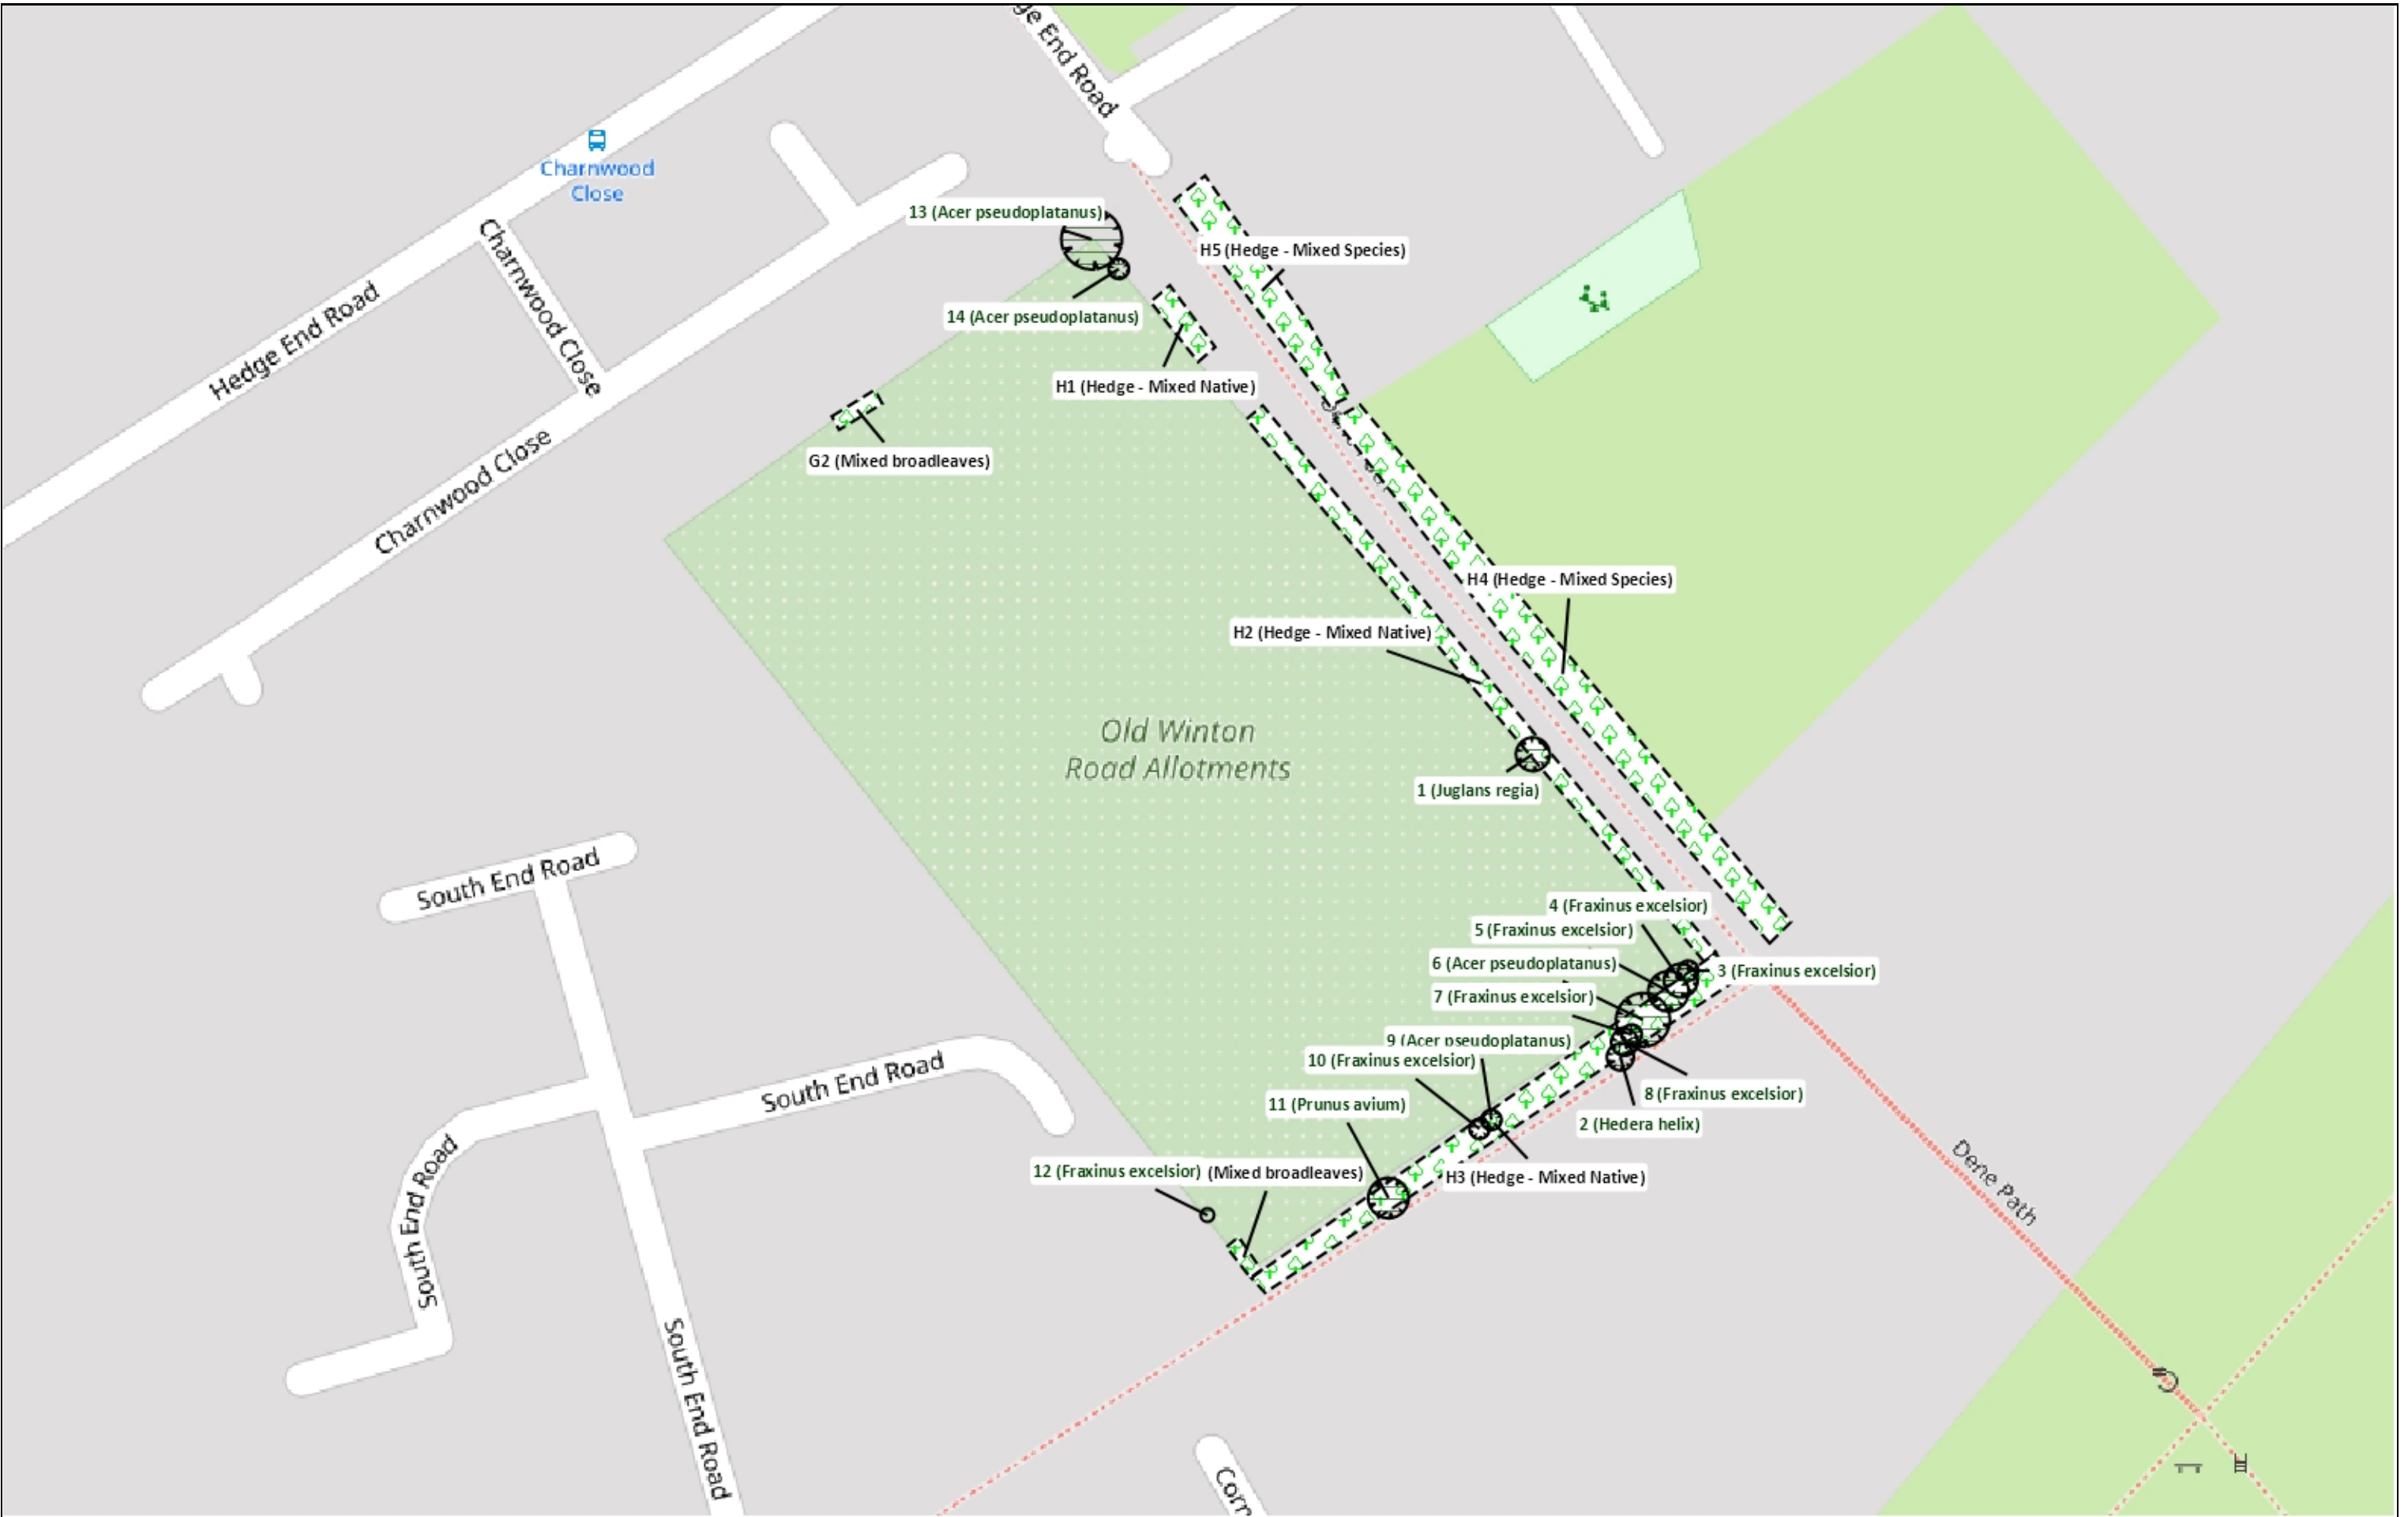 ge End Road
Charnwood
Close
13 (Acer pseudoplatanus)
H5 (Hedge - Mixed Species)
Charnwood Close
Hedge End Road
14 (Acer pseudoplatanus)
H1 (Hedge - Mixed Native)
G2 (Mixed broadleaves)
Charnwood Close
H4 (Hedge - Mixed Species)
H2 (Hedge - Mixed Native)
Old Winton
Road Allotments
1 (Juglans regia)
South End Road
4 (Fraxinus excelsior)
5 (Fraxinus excelsior)
6 (Acer pseudoplatanus)
3 (Fraxinus excelsior)
7 (Fraxinus excelsior)
9 (Acer pseudoplatanus)
10 (Fraxinus excelsior)
South End Road
8 (Fraxinus excelsior)
11 (Prunus avium)
2 (Hedera helix)
12 (Fraxinus excelsior)
(Mixed broadleaves)
H3 (Hedge - Mixed Native)
Dene Path
South End Road
South End Road
Corn